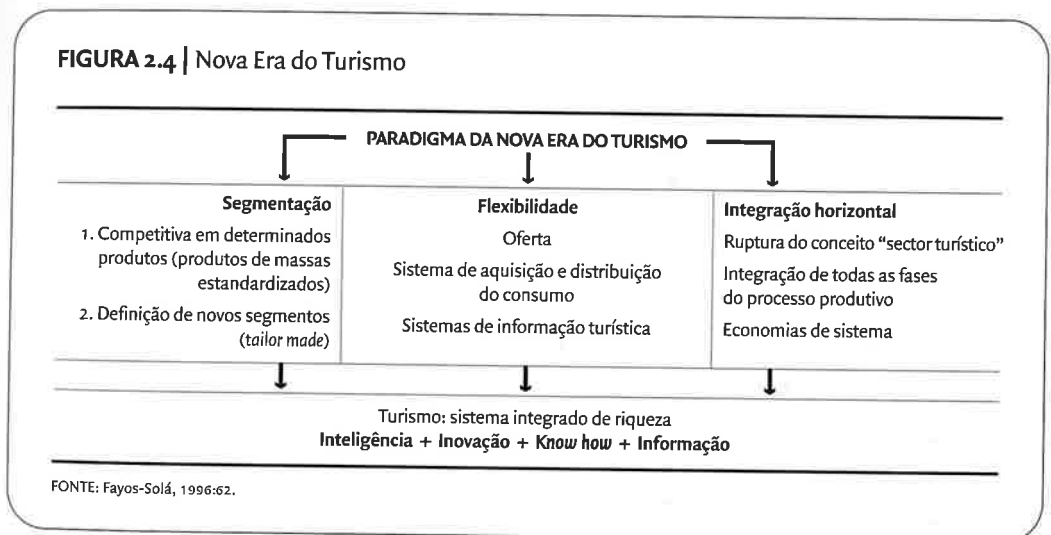 FIGURA 2.4 | Nova Era do Turismo
PARADIGMA DA NOVA ERA DO TURISMO
Segmentação
1. Competitiva em determinados
produtos (produtos de massas
estandardizados)
2. Definição de novos segmentos
(tailor made)
Flexibilidade
Oferta
Sistema de aquisição e distribuição
do consumo
Sistemas de informação turística
Integração horizontal
Ruptura do conceito “sector turístico”
Integração de todas as fases
do processo produtivo
Economias de sistema
Turismo: sistema integrado de riqueza
Inteligência + Inovação + Know how + Informação
FONTE: Fayos-Solá, 1996:62.